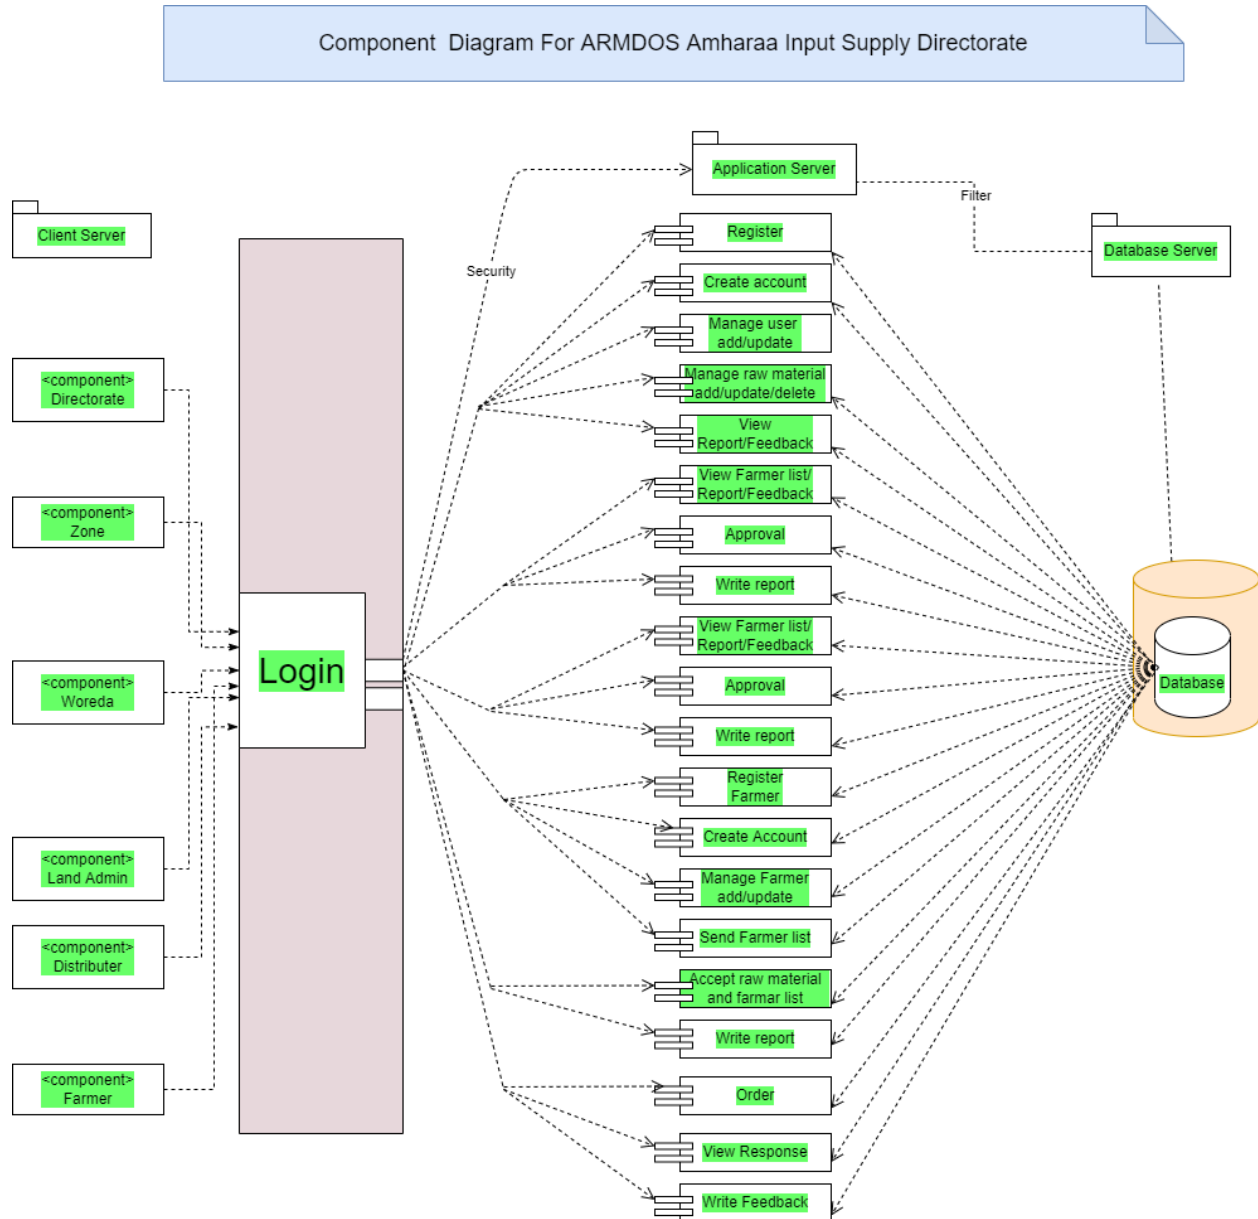 Component Diagram For ARMDOS Amharaa Input Supply Directorate
Client Server
<component>
Directorate
<component>
Zone
<component>
Woreda
<component>
Land Admin
<component>
Distributer
<component>
Farmer
Login
Security
Application Server
Filter
Database Server
Register
Create account
Manage user
add/update
Manage raw material
add/update/delete
View
Report/Feedback
View Farmer list/
Report/Feedback
Approval
Write report
View Farmer list/
Report/Feedback
Approval
Write report
Register
Farmer
Create Account
Manage Farmer
add/update
Send Farmer list
Accept raw material
and farmar list
Write report
Order
View Response
Write Feedback
Database